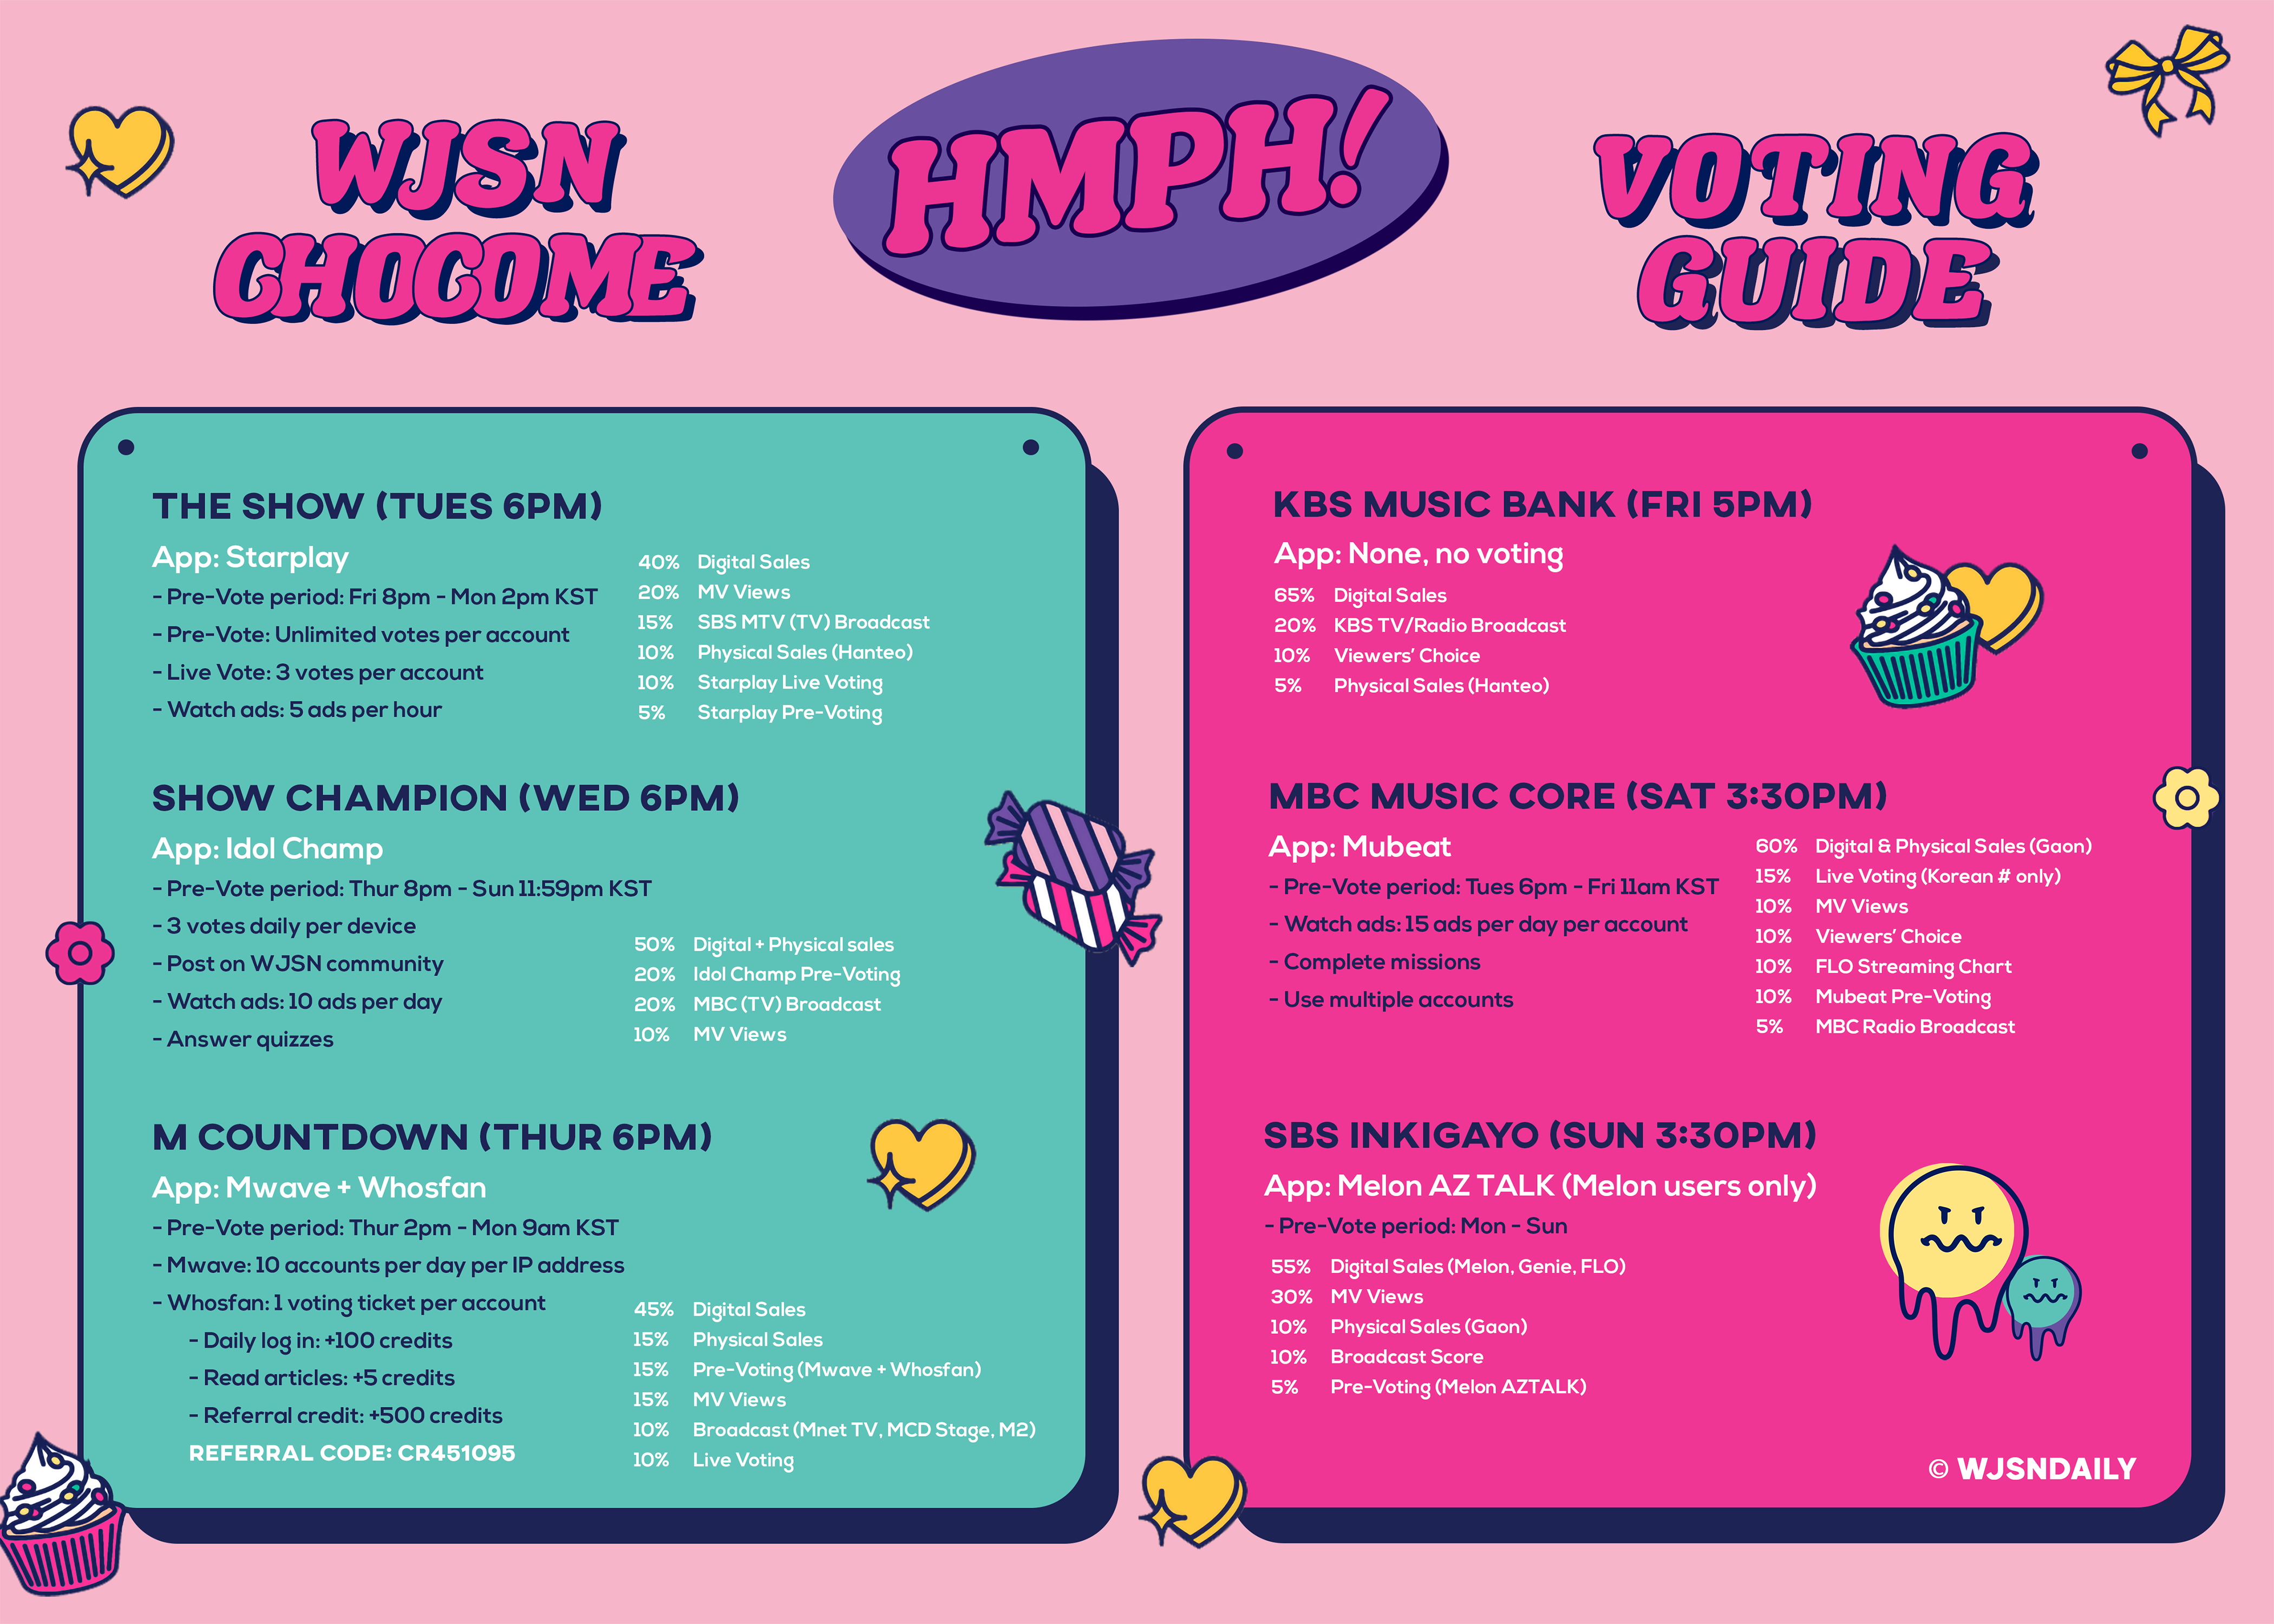 WJSN
CHOCOME
HMPH!
VOTING
GUIDE
THE SHOW (TUES 6PM)
App: Starplay
- Pre-Vote period: Fri 8pm - Mon 2pm KST
- Pre-Vote: Unlimited votes per account
- Live Vote: 3 votes per account
- Watch ads: 5 ads per hour
40% Digital Sales
20% MV Views
15% SBS MTV (TV) Broadcast
10% Physical Sales (Hanteo)
10% Starplay Live Voting
5% Starplay Pre-Voting
SHOW CHAMPION (WED 6PM)
App: Idol Champ
- Pre-Vote period: Thur 8pm - Sun 11:59pm KST
- 3 votes daily per device
- Post on WJSN community
- Watch ads: 10 ads per day
- Answer quizzes
50% Digital + Physical sales
20% Idol Champ Pre-Voting
20% MBC (TV) Broadcast
10% MV Views
M COUNTDOWN (THUR 6PM)
App: Mwave + Whosfan
- Pre-Vote period: Thur 2pm - Mon 9am KST
- Mwave: 10 accounts per day per IP address
- Whosfan: 1 voting ticket per account
- Daily log in: +100 credits
- Read articles: +5 credits
- Referral credit: +500 credits
REFERRAL CODE: CR451095
45% Digital Sales
15% Physical Sales
15% Pre-Voting (Mwave + Whosfan)
15% MV Views
10% Broadcast (Mnet TV, MCD Stage, M2)
10% Live Voting
KBS MUSIC BANK (FRI 5PM)
App: None, no voting
65% Digital Sales
20% KBS TV/Radio Broadcast
10% Viewers' Choice
5% Physical Sales (Hanteo)
MBC MUSIC CORE (SAT 3:30PM)
App: Mubeat
- Pre-Vote period: Tues 6pm - Fri 11am KST
- Watch ads: 15 ads per day per account
- Complete missions
- Use multiple accounts
60% Digital & Physical Sales (Gaon)
15% Live Voting (Korean # only)
10% MV Views
10% Viewers' Choice
10% FLO Streaming Chart
10% Mubeat Pre-Voting
5% MBC Radio Broadcast
SBS INKIGAYO (SUN 3:30PM)
App: Melon AZ TALK (Melon users only)
- Pre-Vote period: Mon - Sun
55% Digital Sales (Melon, Genie, FLO)
30% MV Views
10% Physical Sales (Gaon)
10% Broadcast Score
5% Pre-Voting (Melon AZTALK)
© WJSNDAILY